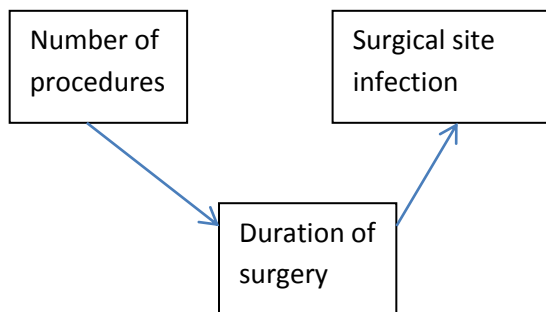 Number of
procedures
Surgical site
infection
Duration of
surgery